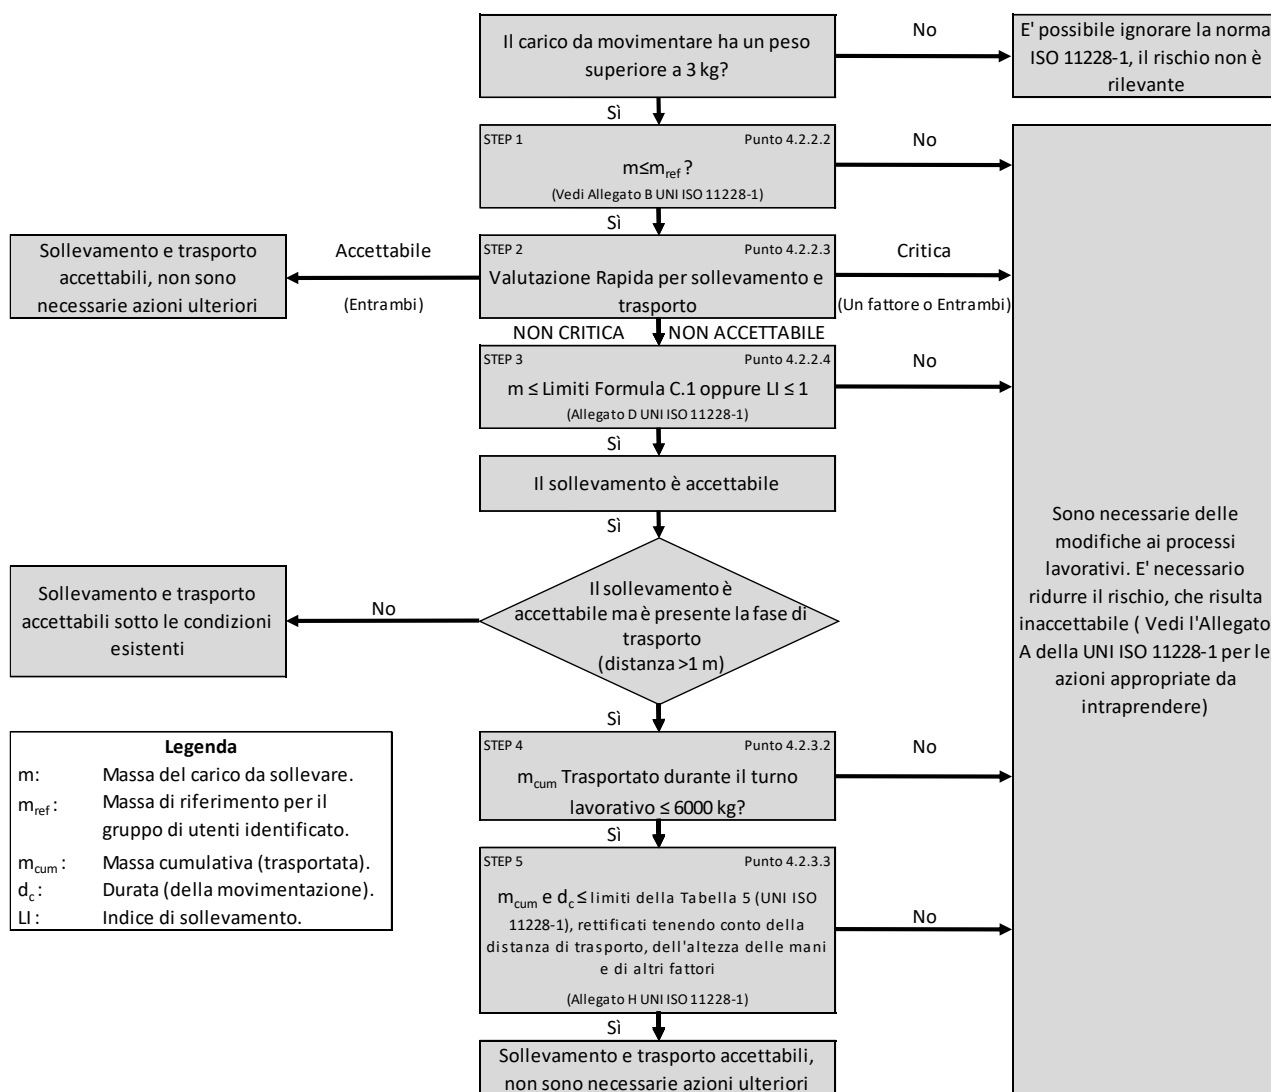 Il carico da movimentare ha un peso
superiore a 3 kg?
No
E' possibile ignorare la norma
ISO 11228-1, il rischio non è
rilevante
Sì
STEP 1 Punto 4.2.2.2
m≤mref ?
(Vedi Allegato B UNI ISO 11228-1)
No
Sì
Sollevamento e trasporto
accettabili, non sono
necessarie azioni ulteriori
Accettabile
(Entrambi)
STEP 2 Punto 4.2.2.3
Valutazione Rapida per sollevamento e
trasporto
Critica
(Un fattore o Entrambi)
NON CRITICA NON ACCETTABILE
STEP 3 Punto 4.2.2.4
m ≤ Limiti Formula C.1 oppure LI ≤ 1
(Allegato D UNI ISO 11228-1)
No
Sì
Il sollevamento è accettabile
Sì
Sono necessarie delle
modifiche ai processi
lavorativi. E' necessario
ridurre il rischio, che risulta
inaccettabile ( Vedi l'Allegato
A della UNI ISO 11228-1 per le
azioni appropriate da
intraprendere)
Sollevamento e trasporto
accettabili sotto le condizioni
esistenti
No
Il sollevamento è
accettabile ma è presente la fase di
trasporto
(distanza >1 m)
Sì
STEP 4 Punto 4.2.3.2
mcum Trasportato durante il turno
lavorativo ≤ 6000 kg?
No
Sì
Legenda
m: Massa del carico da sollevare.
mref : Massa di riferimento per il
gruppo di utenti identificato.
mcum : Massa cumulativa (trasportata).
dc : Durata (della movimentazione).
LI : Indice di sollevamento.
STEP 5 Punto 4.2.3.3
mcum e dc ≤ limiti della Tabella 5 (UNI ISO
11228-1), rettificati tenendo conto della
distanza di trasporto, dell'altezza delle mani
e di altri fattori
(Allegato H UNI ISO 11228-1)
No
Sì
Sollevamento e trasporto accettabili,
non sono necessarie azioni ulteriori